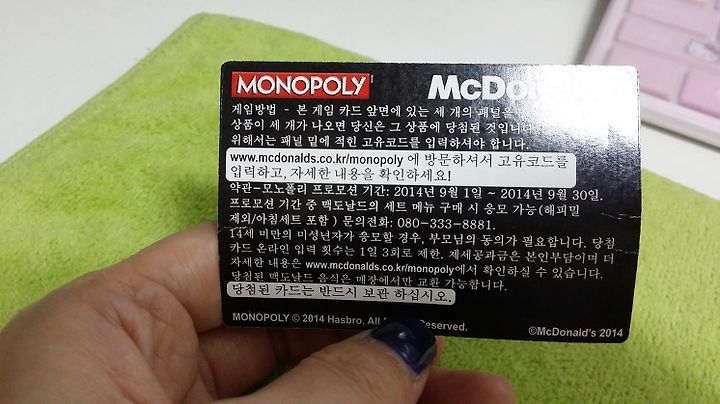 MONOPOLY McDon
게임방법 - 본 게임 카드 앞면에 있는 세 개의 패널을
상품이 세 개가 나오면 당신은 그 상품에 당첨된 것입니다
위해서는 패널 밑에 적힌 고유코드를 입력하셔야 합니다.
www.mcdonalds.co.kr/monopoly 에 방문하셔서 고유코드를
입력하고, 자세한 내용을 확인하세요!
약관-모노폴리 프로모션 기간: 2014년 9월 1일 ~ 2014년 9월 30일.
프로모션 기간 중 맥도날드의 세트 메뉴 구매 시 응모 가능(해피밀
제외/아침세트 포함 ) 문의전화: 080-333-8881.
14세 미만의 미성년자가 응모할 경우, 부모님의 동의가 필요합니다. 당첨
카드 온라인 입력 횟수는 1일 3회로 제한. 제세공과금은 본인부담이며 더
자세한 내용은 www.mcdonalds.co.kr/monopoly에서 확인하실 수 있습니다.
당첨된 맥도날드 음식은 매장에서만 교환 가능합니다.
당첨된 카드는 반드시 보관 하십시오.
MONOPOLY © 2014 Hasbro. All Reserved.
©McDonald's 2014